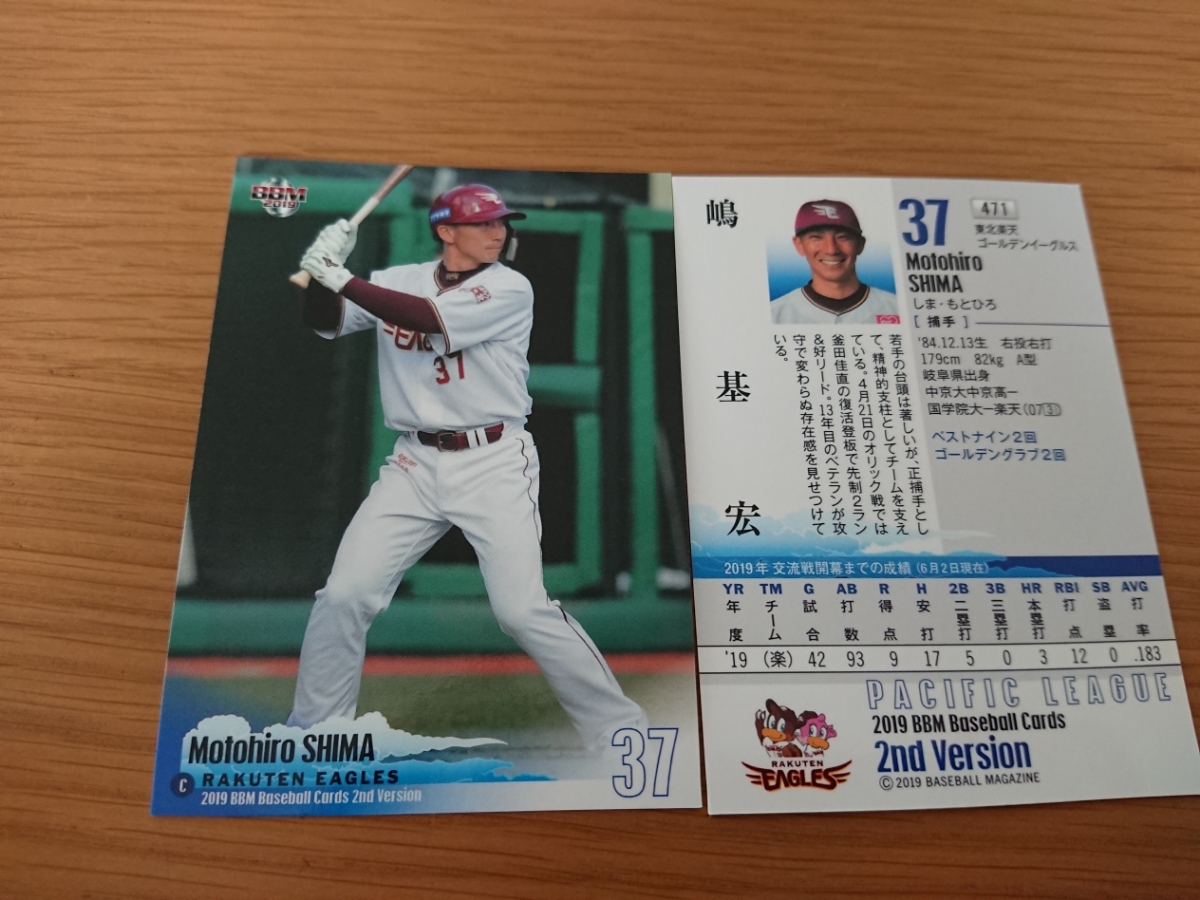 BBM
2019
EAGLES
37
Motohiro SHIMA
C RAKUTEN EAGLES
2019 BBM Baseball Cards 2nd Version
37
嶋基宏
37
471
東北楽天
ゴールデンイーグルス
Motohiro
SHIMA
しま・もとひろ
[ 捕手 ]
'84.12.13生 右投右打
179cm 82kg A型
岐阜県出身
中京大中京高ー
国学院大ー楽天(07③)
ベストナイン2回
ゴールデングラブ2回
若手の台頭は著しいが、正捕手とし
て、精神的支柱としてチームを支え
ている。4月21日のオリックス戦では
釜田佳直の復活登板で先制2ラン
&好リード。13年目のベテランが攻
守で変わらぬ存在感を見せつけて
いる。
2019年 交流戦開幕までの成績 (6月2日現在)
YR TM G AB R H 2B 3B HR RBI SB AVG
年度 チーム 試合 打数 得点 安打 二塁打 三塁打 本塁打 打点 盗塁 打率
'19 (楽) 42 93 9 17 5 0 3 12 0 .183
PACIFIC LEAGUE
2019 BBM Baseball Cards
2nd Version
©2019 BASEBALL MAGAZINE
RAKUTEN
EAGLES